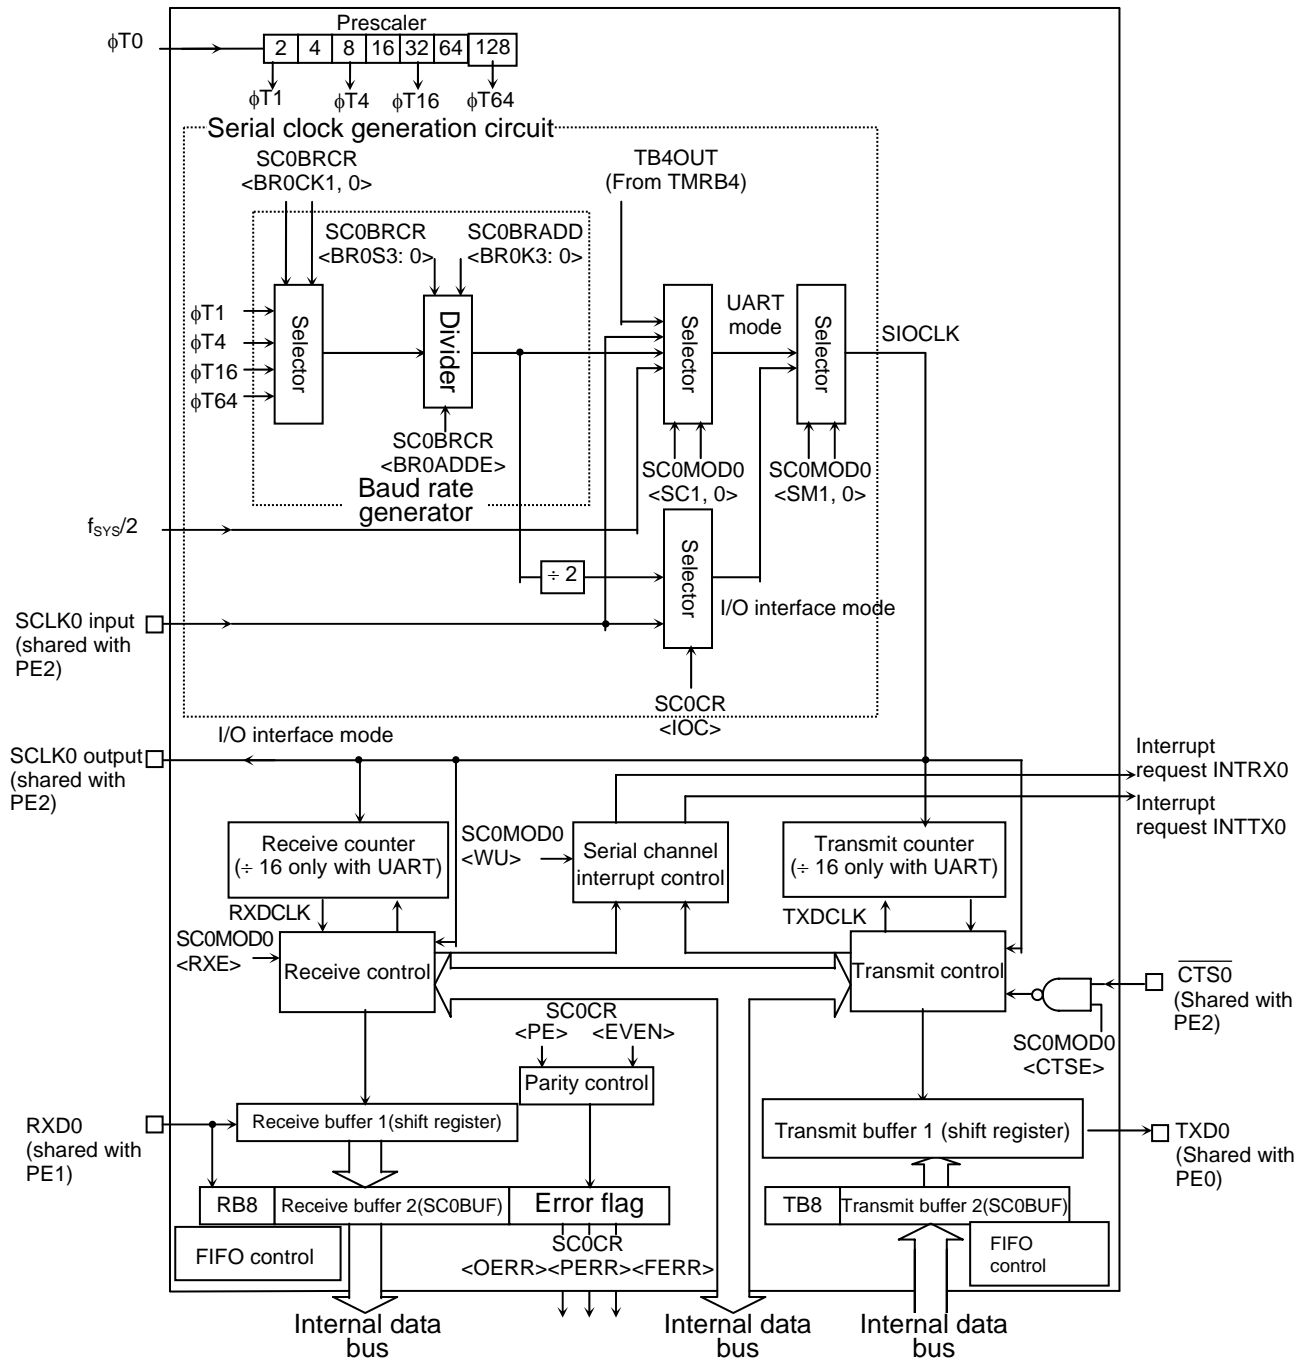 Prescaler
ϕT0
2 4 8 16 32 64 128
ϕT1 ϕT4 ϕT16 ϕT64
Serial clock generation circuit
SC0BRCR
<BR0CK1, 0>
TB4OUT
(From TMRB4)
SC0BRCR
<BR0S3: 0>
SC0BRADD
<BR0K3: 0>
ϕT1
ϕT4
ϕT16
ϕT64
Selector
Divider
Selector
UART
mode
Selector
SIOCLK
SC0BRCR
<BR0ADDE>
Baud rate
generator
SC0MOD0
<SC1, 0>
SC0MOD0
<SM1, 0>
fSYS/2
÷ 2
Selector
I/O interface mode
SCLK0 input
(shared with
PE2)
SC0CR
<IOC>
I/O interface mode
SCLK0 output
(shared with
PE2)
Interrupt
request INTRX0
Interrupt
request INTTX0
Receive counter
(÷ 16 only with UART)
SC0MOD0
<WU>
Serial channel
interrupt control
Transmit counter
(÷ 16 only with UART)
RXDCLK
TXDCLK
SC0MOD0
<RXE>
Receive control
Transmit control
CTS0
(Shared with
PE2)
SC0MOD0
<CTSE>
SC0CR
<PE> <EVEN>
Parity control
RXD0
(shared with
PE1)
Receive buffer 1(shift register)
Transmit buffer 1 (shift register)
TXD0
(Shared with
PE0)
RB8
Receive buffer 2(SC0BUF)
Error flag
TB8
Transmit buffer 2(SC0BUF)
FIFO control
SC0CR
<OERR><PERR><FERR>
FIFO
control
Internal data
bus
Internal data
bus
Internal data
bus